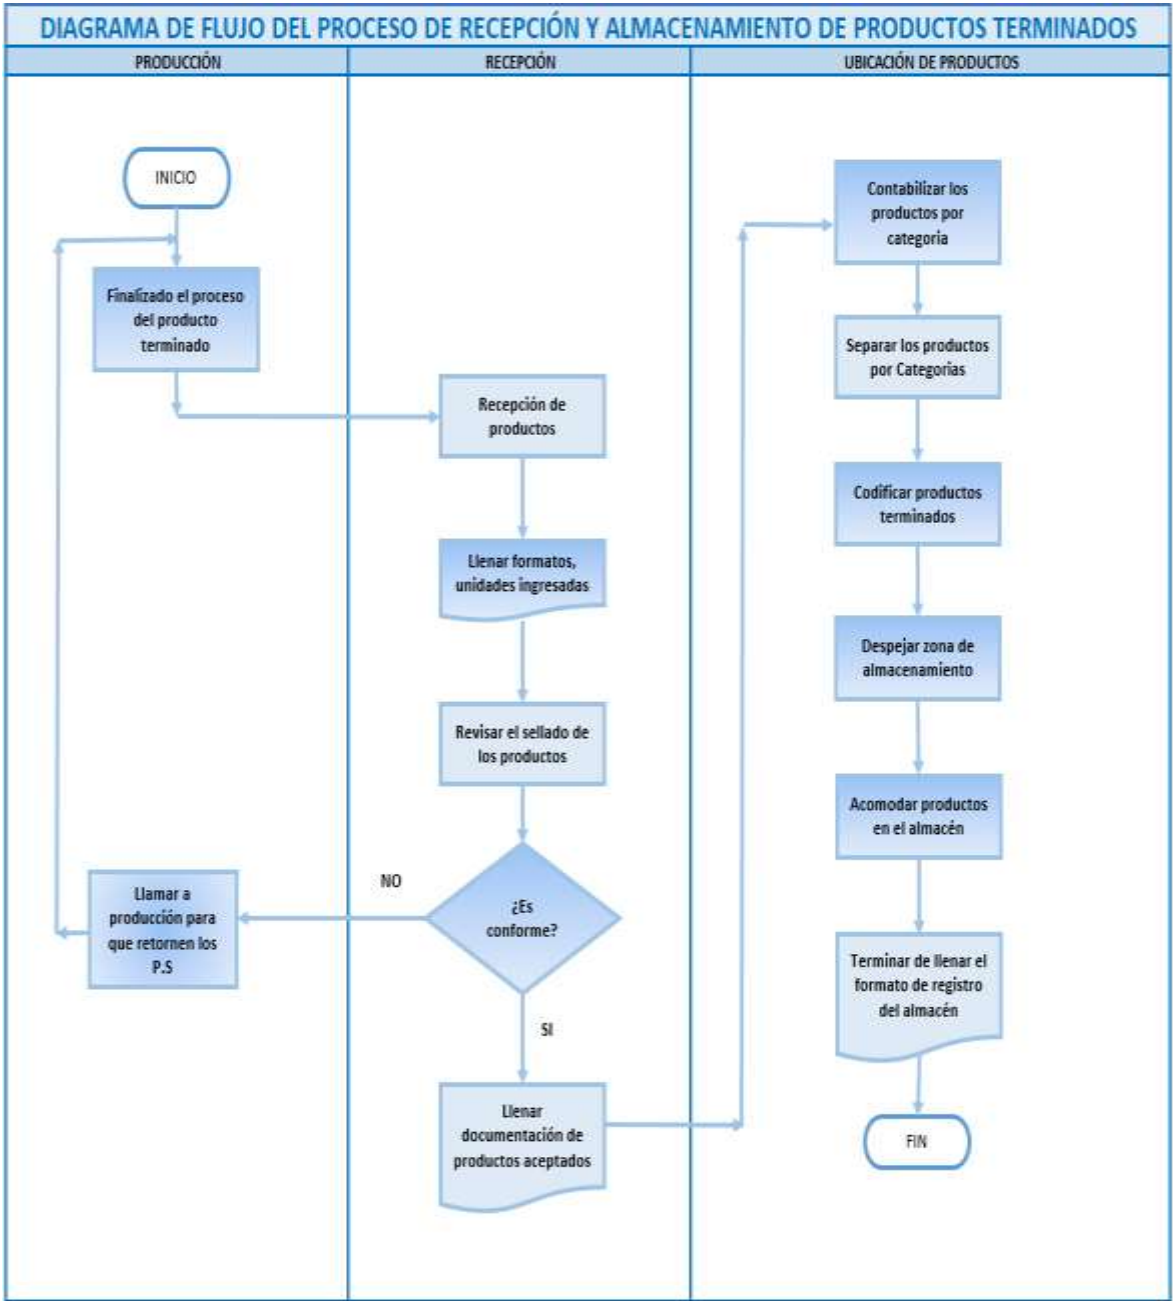 DIAGRAMA DE FLUJO DEL PROCESO DE RECEPCIÓN Y ALMACENAMIENTO DE PRODUCTOS TERMINADOS
PRODUCCIÓN
RECEPCIÓN
UBICACIÓN DE PRODUCTOS
INICIO
Finalizado el proceso
del producto
terminado
Llamar a
producción para
que retornen los
P.S
Recepción de
productos
Llenar formatos,
unidades ingresadas
Revisar el sellado de
los productos
¿Es
conforme?
NO
SI
Llenar
documentación de
productos aceptados
Contabilizar los
productos por
categoria
Separar los productos
por Categorias
Codificar productos
terminados
Despejar zona de
almacenamiento
Acomodar productos
en el almacén
Terminar de llenar el
formato de registro
del almacén
FIN